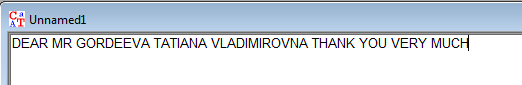 Unnamed1
DEAR MR GORDEEVA TATIANA VLADIMIROVNA THANK YOU VERY MUCH